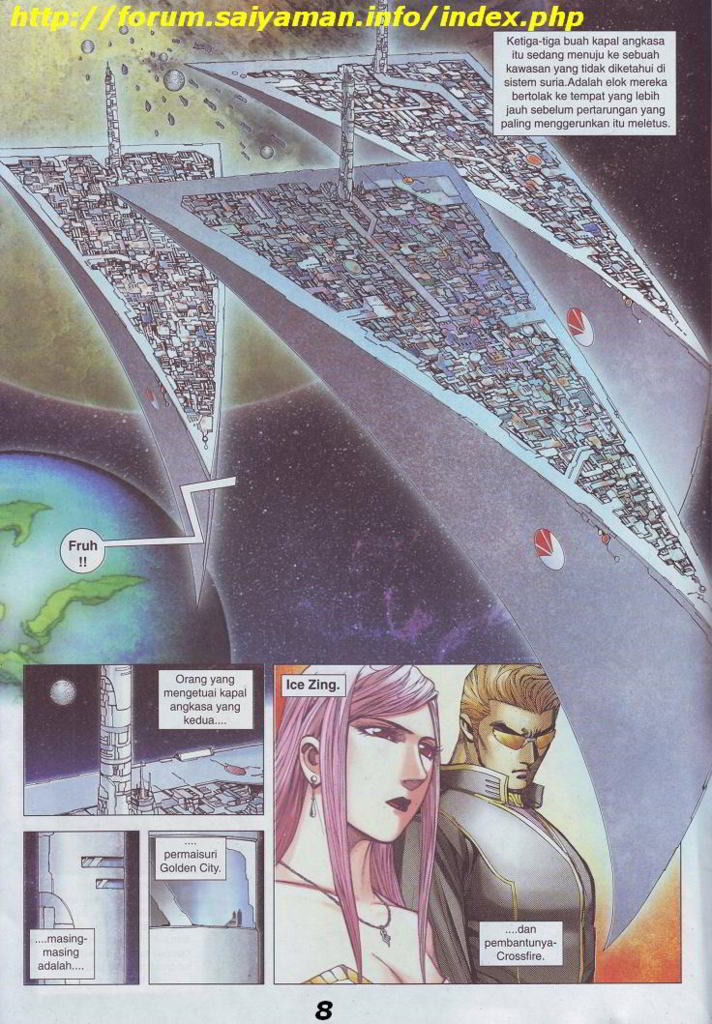 http://forum.saiyaman.info/index.php
Ketiga-tiga buah kapal angkasa
itu sedang menuju ke sebuah
kawasan yang tidak diketahui di
sistem suria.Adalah elok mereka
bertolak ke tempat yang lebih
jauh sebelum pertarungan yang
paling menggerunkan itu meletus.
Fruh
!!
Orang yang
mengetuai kapal
angkasa yang
kedua....
....masing-
masing
adalah....
....
permaisuri
Golden City.
Ice Zing.
....dan
pembantunya-
Crossfire.
8